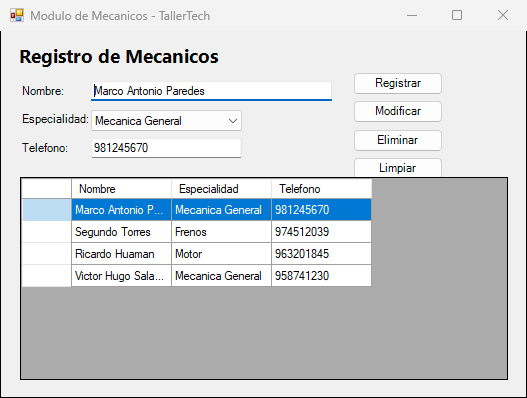 Modulo de Mecanicos - TallerTech
Registro de Mecanicos
Nombre: Marco Antonio Paredes Registrar
Especialidad: Mecanica General Modificar
Telefono: 981245670 Eliminar
Limpiar
Nombre Especialidad Telefono
Marco Antonio P... Mecanica General 981245670
Segundo Torres Frenos 974512039
Ricardo Huaman Motor 963201845
Victor Hugo Sala... Mecanica General 958741230